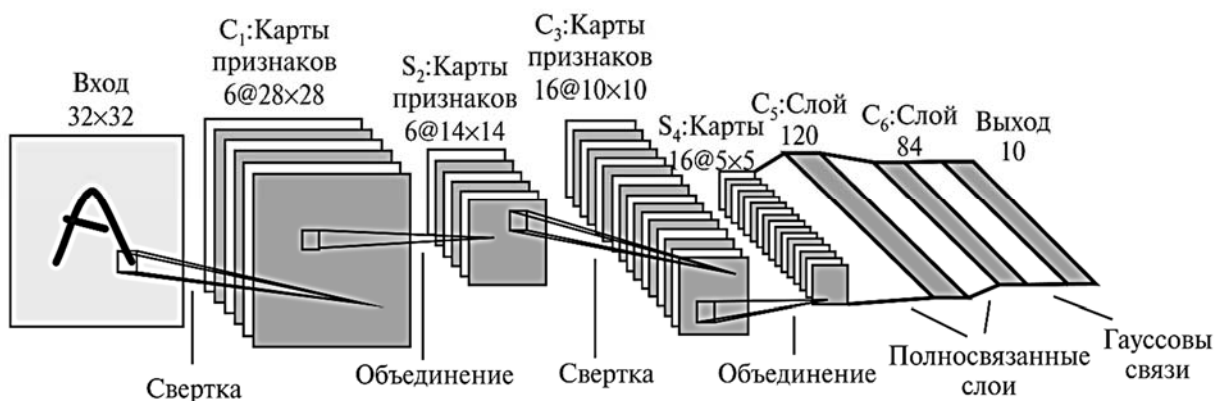 Вход
32×32
C₁:Карты
признаков
6@28×28
S₂:Карты
признаков
6@14×14
C₃:Карты
признаков
16@10×10
S₄:Карты
16@5×5
C₅:Слой
120
C₆:Слой
84
Выход
10
Свертка
Объединение
Свертка
Объединение
Полносвязанные
слои
Гауссовы
связи